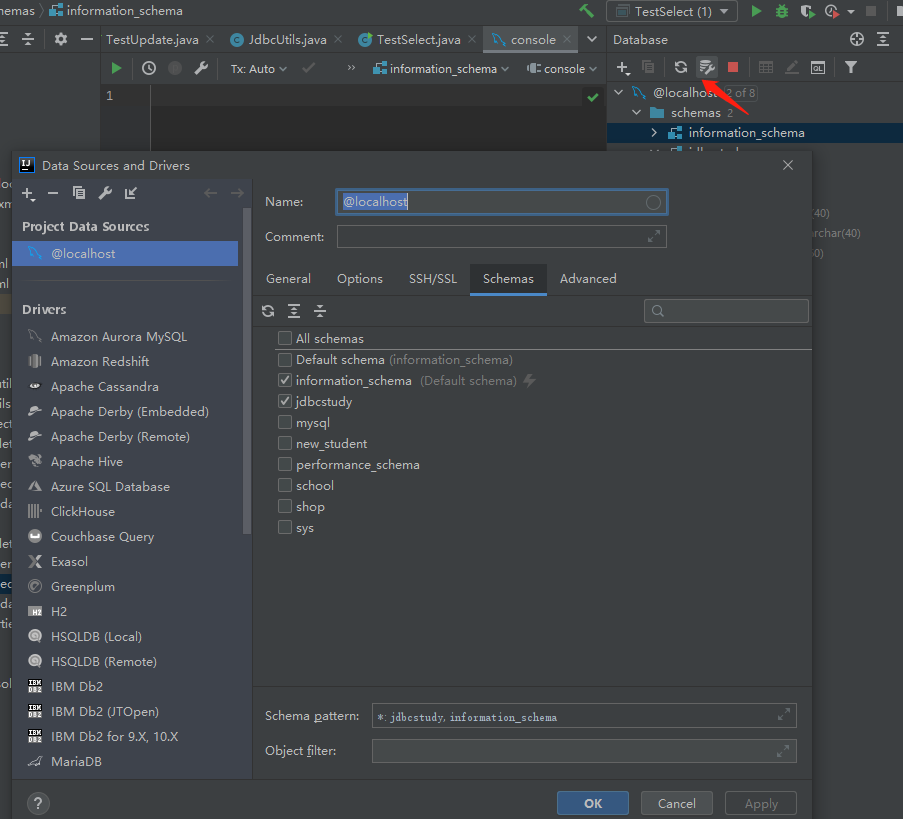 emas
information_schema
TestSelect (1)
TestUpdate.java
JdbcUtils.java
TestSelect.java
console
Database
Tx: Auto
information_schema
console
1
@localhost 2 of 8
schemas 2
information_schema
Data Sources and Drivers
Project Data Sources
@localhost
Drivers
Amazon Aurora MySQL
Amazon Redshift
Apache Cassandra
Apache Derby (Embedded)
Apache Derby (Remote)
Apache Hive
Azure SQL Database
ClickHouse
Couchbase Query
Exasol
Greenplum
H2
HSQLDB (Local)
HSQLDB (Remote)
IBM Db2
IBM Db2 (JTOpen)
IBM Db2 for 9.X, 10.X
MariaDB
Name: @localhost
Comment:
General Options SSH/SSL Schemas Advanced
All schemas
Default schema (information_schema)
information_schema (Default schema)
jdbcstudy
mysql
new_student
performance_schema
school
shop
sys
Schema pattern: *:jdbcstudy,information_schema
Object filter:
?
OK
Cancel
Apply
(40)
rchar(40)